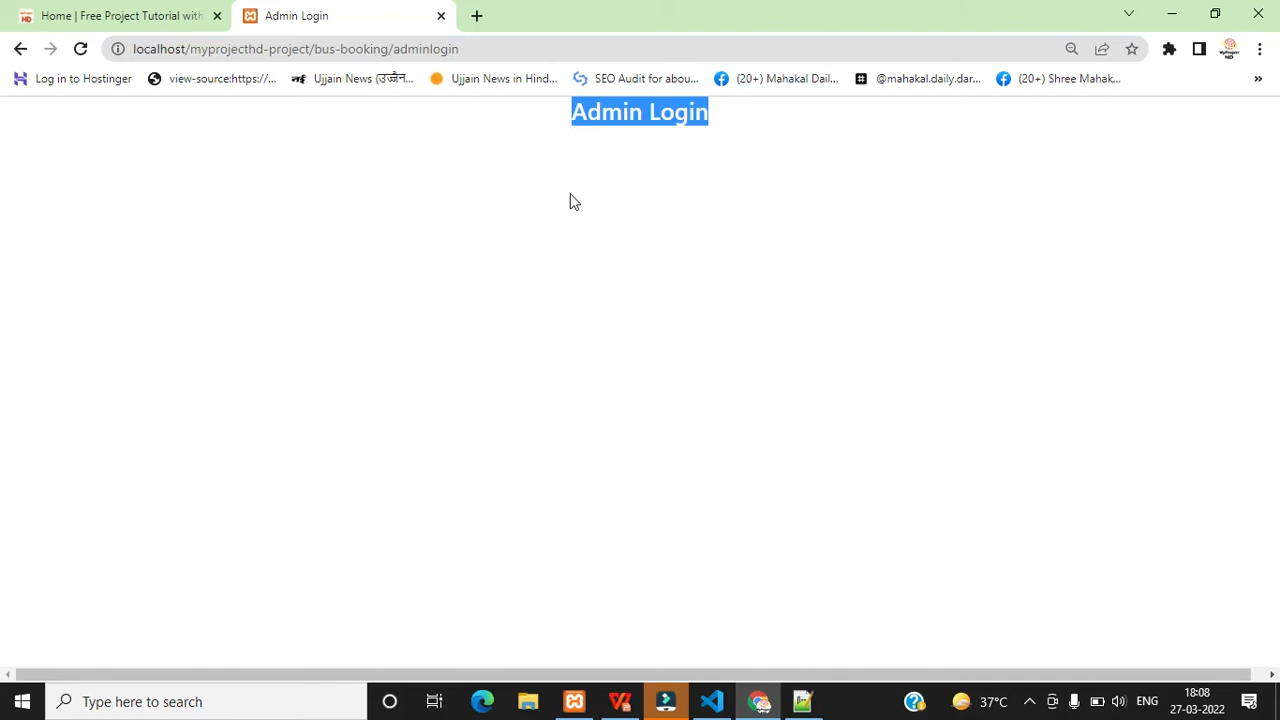 Home | Free Project Tutorial with
Admin Login
localhost/myprojecthd-project/bus-booking/adminlogin
Log in to Hostinger
view-source:https://...
Ujjain News (उज्जैन...
Ujjain News in Hind...
SEO Audit for abou...
(20+) Mahakal Dail...
@mahakal.daily.dar...
(20+) Shree Mahak...
»
Admin Login
Type here to search
37°C
ENG
18:08
27-03-2022